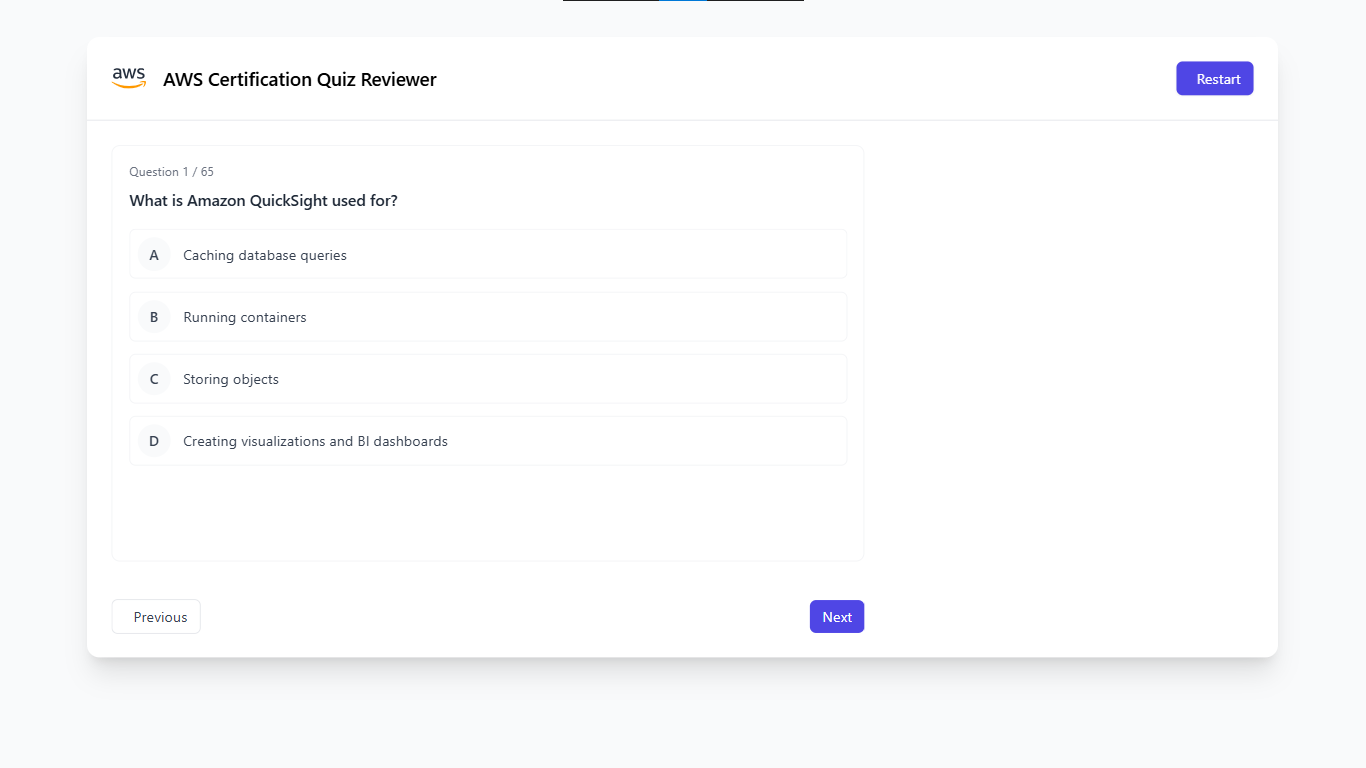 aws
AWS Certification Quiz Reviewer
Restart
Question 1 / 65
What is Amazon QuickSight used for?
A Caching database queries
B Running containers
C Storing objects
D Creating visualizations and BI dashboards
Previous
Next